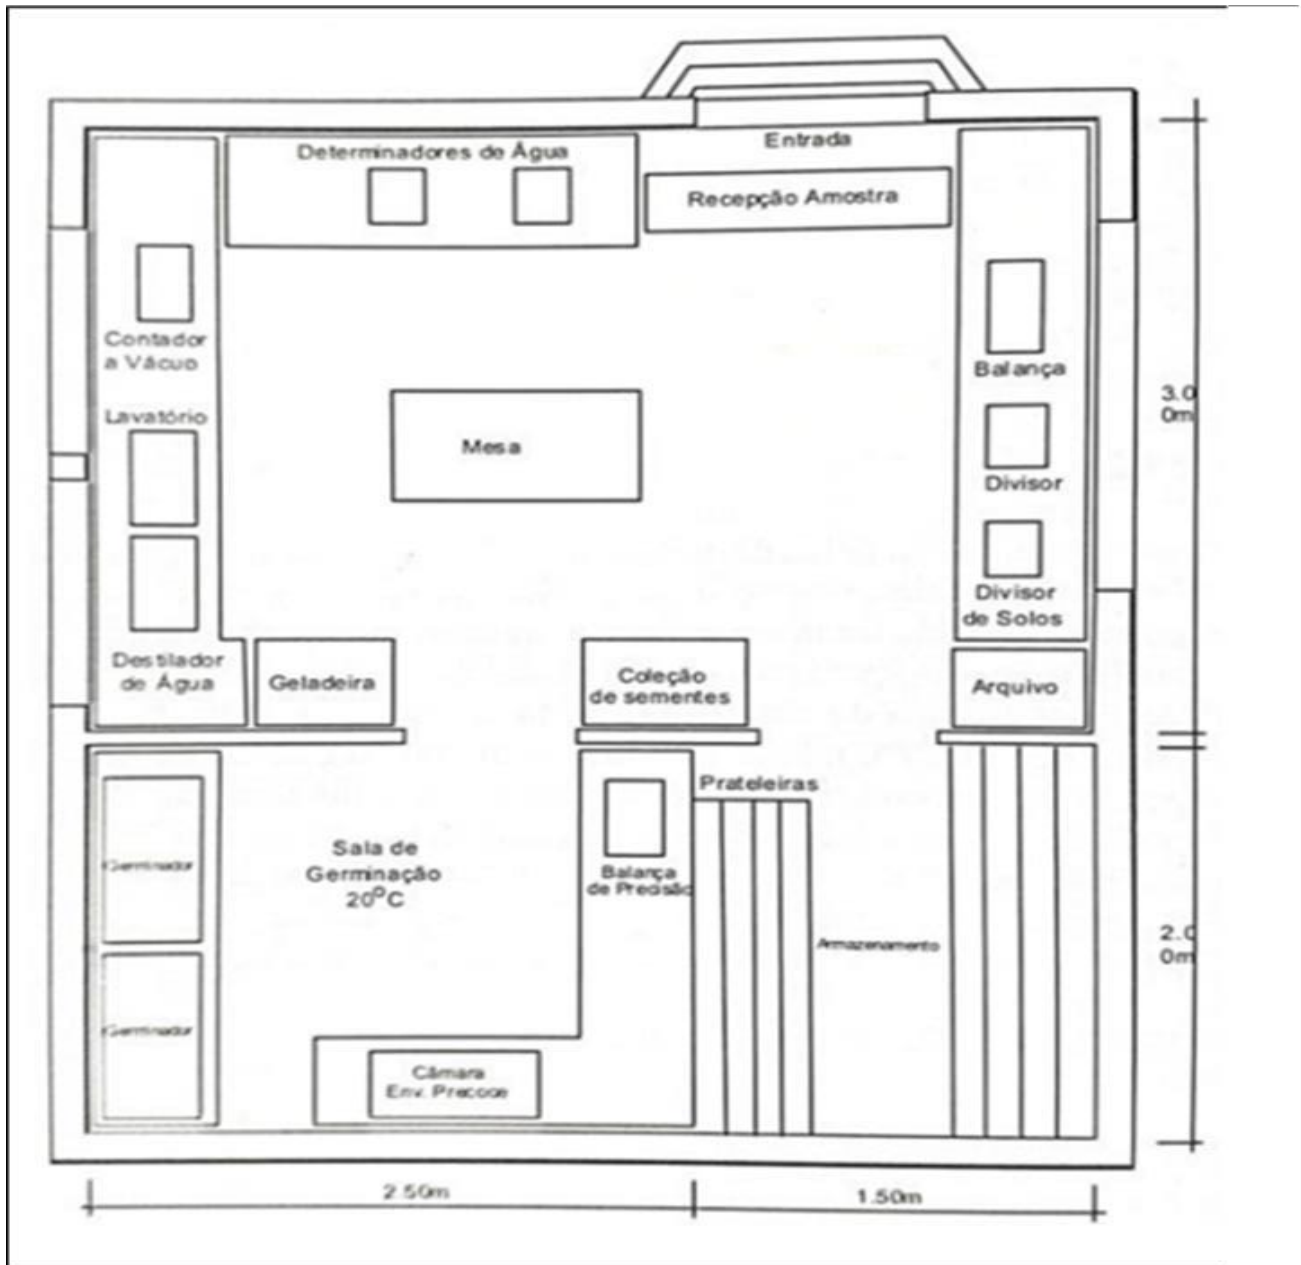 Entrada
Determinadores de Água
Recepção Amostra
Contador
a Vácuo
Lavatório
Balança
Mesa
Divisor
Divisor
de Solos
Destilador
de Água
Geladeira
Coleção
de sementes
Arquivo
3.0
0m
Prateleiras
Germinador
Sala de
Germinação
20°C
Balança
de Precisão
Armazenamento
2.0
0m
Germinador
Câmara
Env. Precoce
2.50m
1.50m